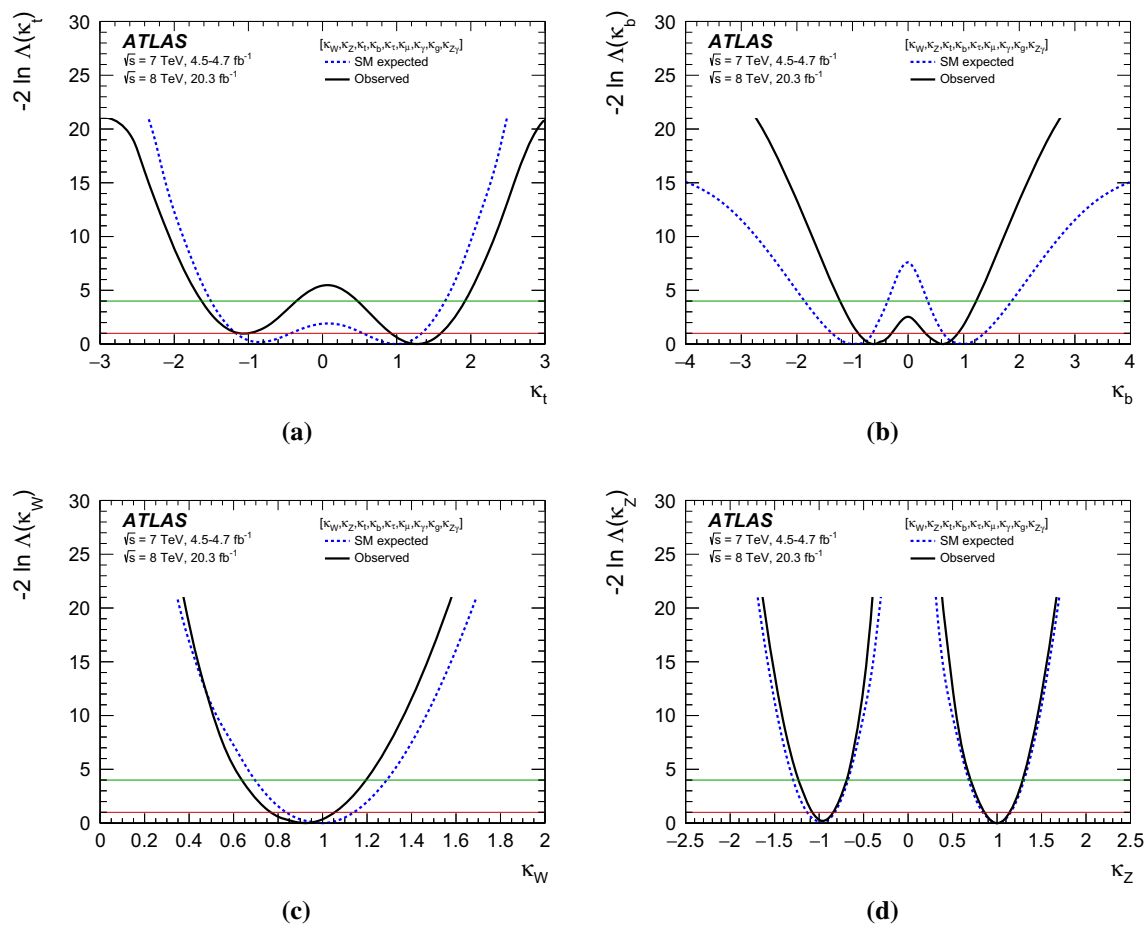 -2 ln Λ(κt)
30
25
20
15
10
5
0
ATLAS
√s = 7 TeV, 4.5-4.7 fb-1
√s = 8 TeV, 20.3 fb-1
[κW,κZ,κt,κb,κτ,κμ,κγ,κg,κZγ]
SM expected
Observed
−3 −2 −1 0 1 2 3
κt
(a)
-2 ln Λ(κb)
30
25
20
15
10
5
0
ATLAS
√s = 7 TeV, 4.5-4.7 fb-1
√s = 8 TeV, 20.3 fb-1
[κW,κZ,κt,κb,κτ,κμ,κγ,κg,κZγ]
SM expected
Observed
−4 −3 −2 −1 0 1 2 3 4
κb
(b)
-2 ln Λ(κW)
30
25
20
15
10
5
0
ATLAS
√s = 7 TeV, 4.5-4.7 fb-1
√s = 8 TeV, 20.3 fb-1
[κW,κZ,κt,κb,κτ,κμ,κγ,κg,κZγ]
SM expected
Observed
0 0.2 0.4 0.6 0.8 1 1.2 1.4 1.6 1.8 2
κW
(c)
-2 ln Λ(κZ)
30
25
20
15
10
5
0
ATLAS
√s = 7 TeV, 4.5-4.7 fb-1
√s = 8 TeV, 20.3 fb-1
[κW,κZ,κt,κb,κτ,κμ,κγ,κg,κZγ]
SM expected
Observed
−2.5 −2 −1.5 −1 −0.5 0 0.5 1 1.5 2 2.5
κZ
(d)